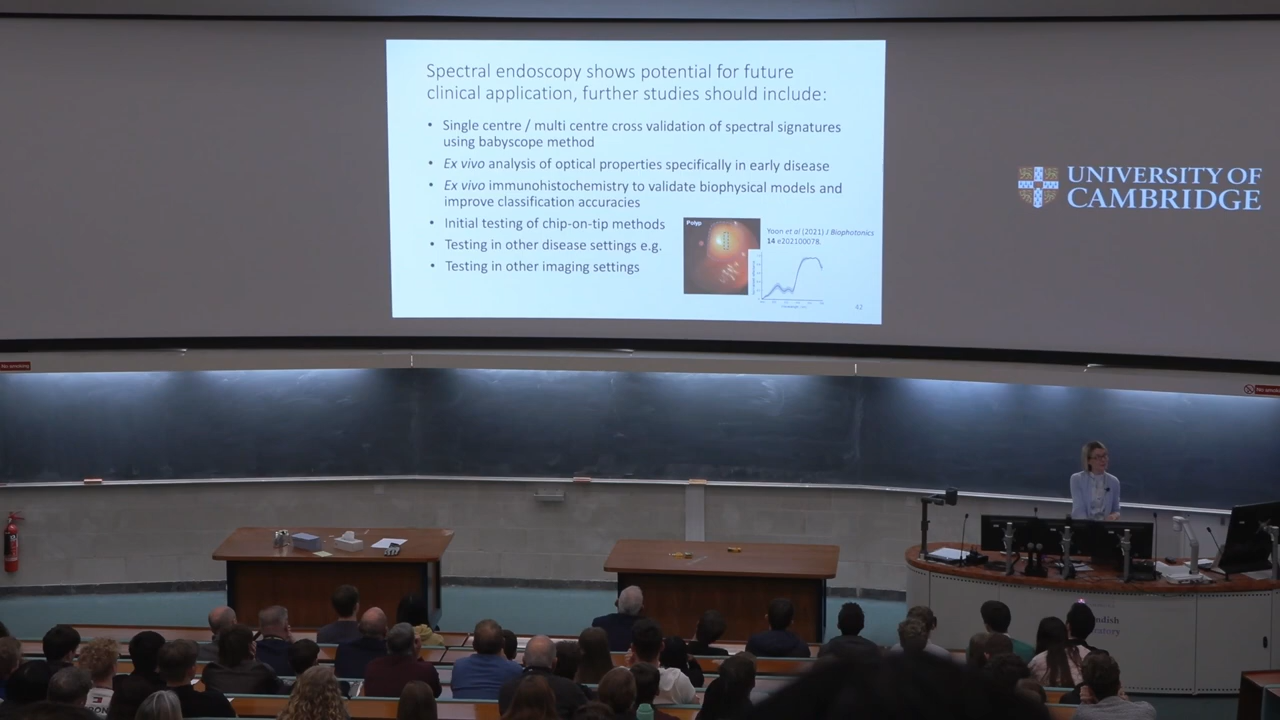 Spectral endoscopy shows potential for future
clinical application, further studies should include:
• Single centre / multi centre cross validation of spectral signatures
using babyscope method
• Ex vivo analysis of optical properties specifically in early disease
• Ex vivo immunohistochemistry to validate biophysical models and
improve classification accuracies
• Initial testing of chip-on-tip methods
• Testing in other disease settings e.g.
• Testing in other imaging settings
Polyp
Yoon et al (2021) J Biophotonics
14 e202100078.
42
UNIVERSITY OF
CAMBRIDGE
No smoking